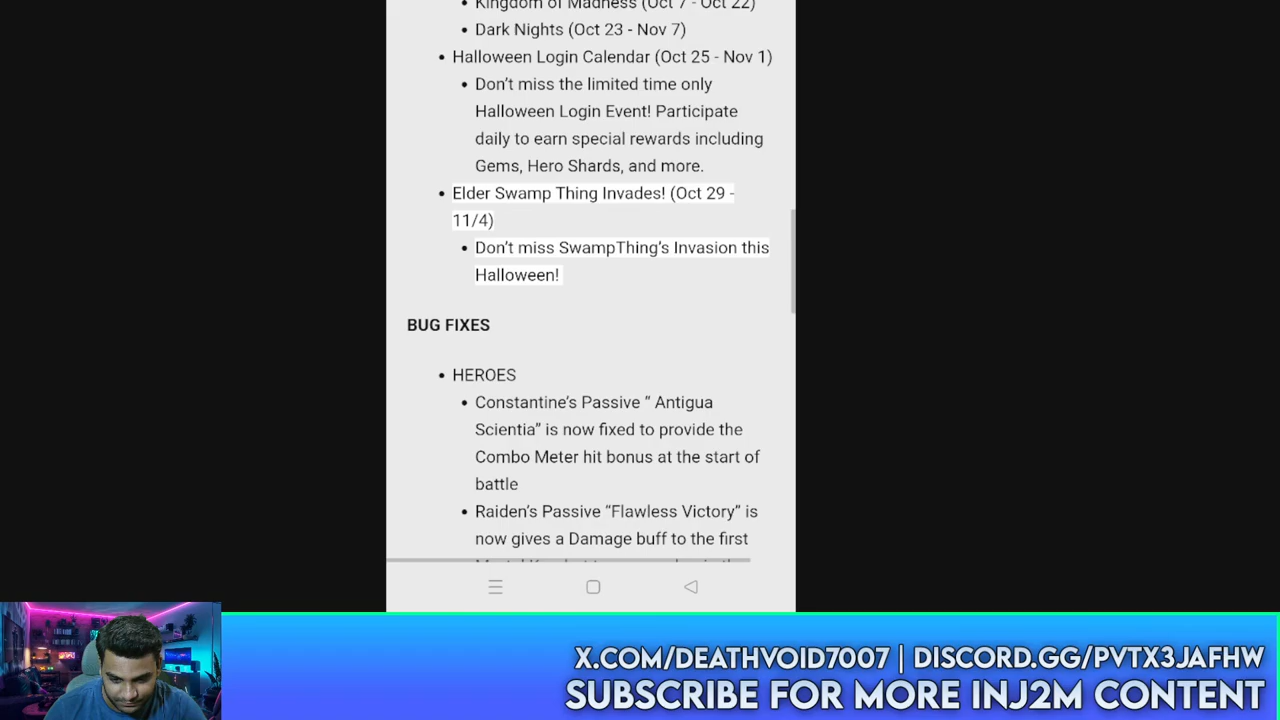 Kingdom of Madness (Oct 7 - Oct 22)
Dark Nights (Oct 23 - Nov 7)
Halloween Login Calendar (Oct 25 - Nov 1)
Don't miss the limited time only
Halloween Login Event! Participate
daily to earn special rewards including
Gems, Hero Shards, and more.
Elder Swamp Thing Invades! (Oct 29 -
11/4)
Don't miss SwampThing's Invasion this
Halloween!
BUG FIXES
HEROES
Constantine's Passive “ Antigua
Scientia” is now fixed to provide the
Combo Meter hit bonus at the start of
battle
Raiden's Passive “Flawless Victory” is
now gives a Damage buff to the first
X.COM/DEATHVOID7007 | DISCORD.GG/PVTX3JAFHW
SUBSCRIBE FOR MORE INJ2M CONTENT